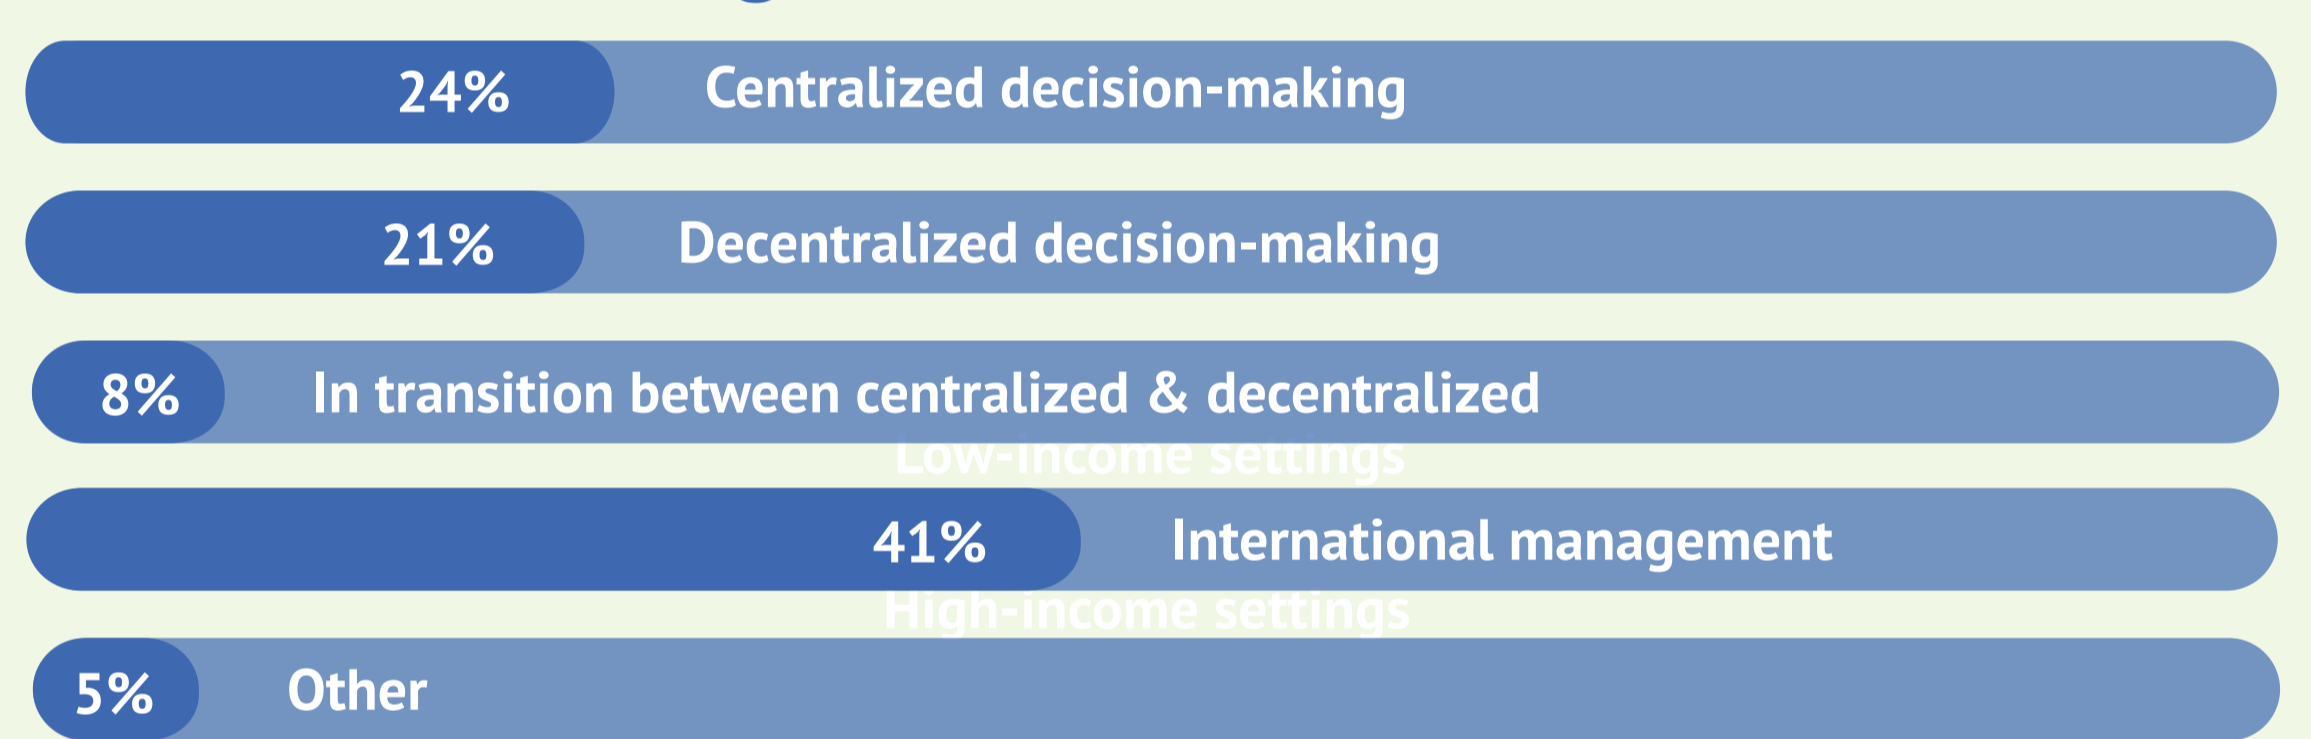 24% Centralized decision-making
21% Decentralized decision-making
8% In transition between centralized & decentralized
Low-income settings
41% International management
High-income settings
5% Other